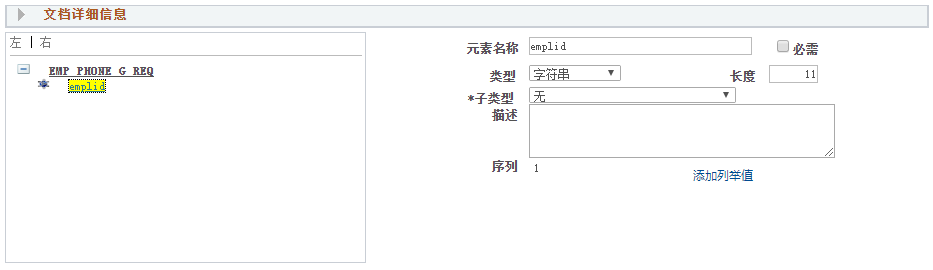 文档详细信息
左 | 右
EMP_PHONE_G_REQ
emplid
元素名称 emplid 必需
类型 字符串 长度 11
*子类型 无
描述
序列 1
添加列举值